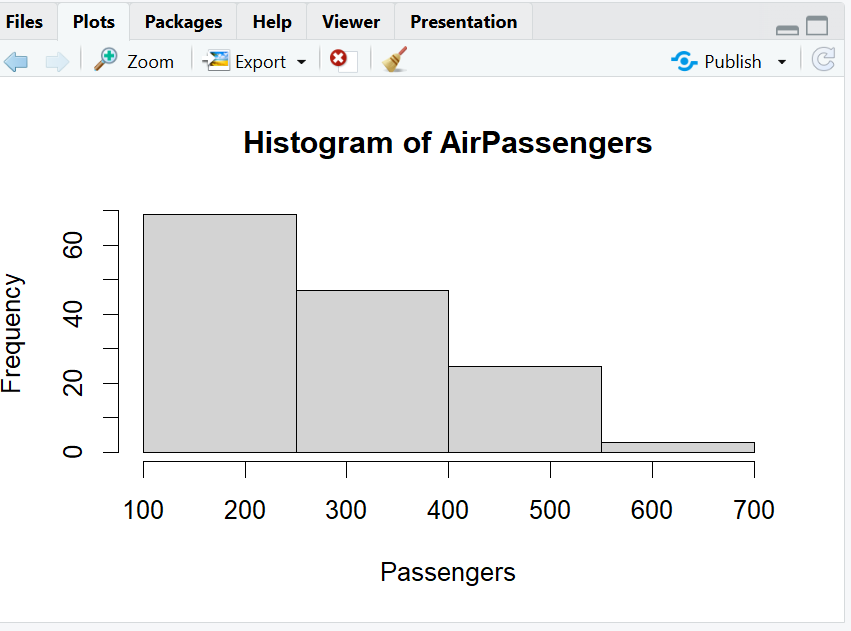 Files Plots Packages Help Viewer Presentation
Zoom Export Publish
Histogram of AirPassengers
Frequency
60
40
20
0
100 200 300 400 500 600 700
Passengers